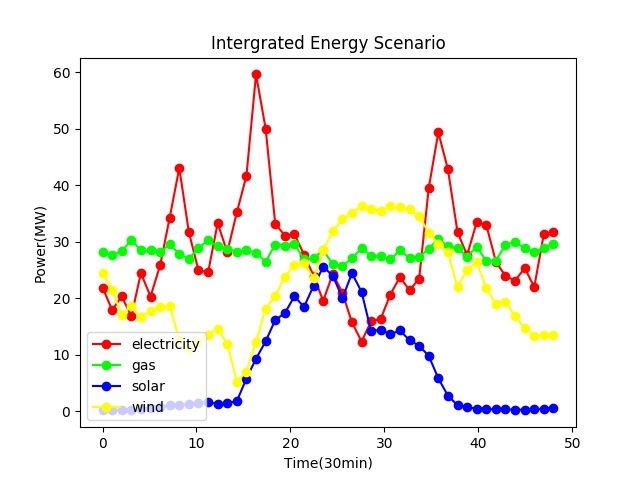 Intergrated Energy Scenario
Power(MW)
60
50
40
30
20
10
0
electricity
gas
solar
wind
0 10 20 30 40 50
Time(30min)